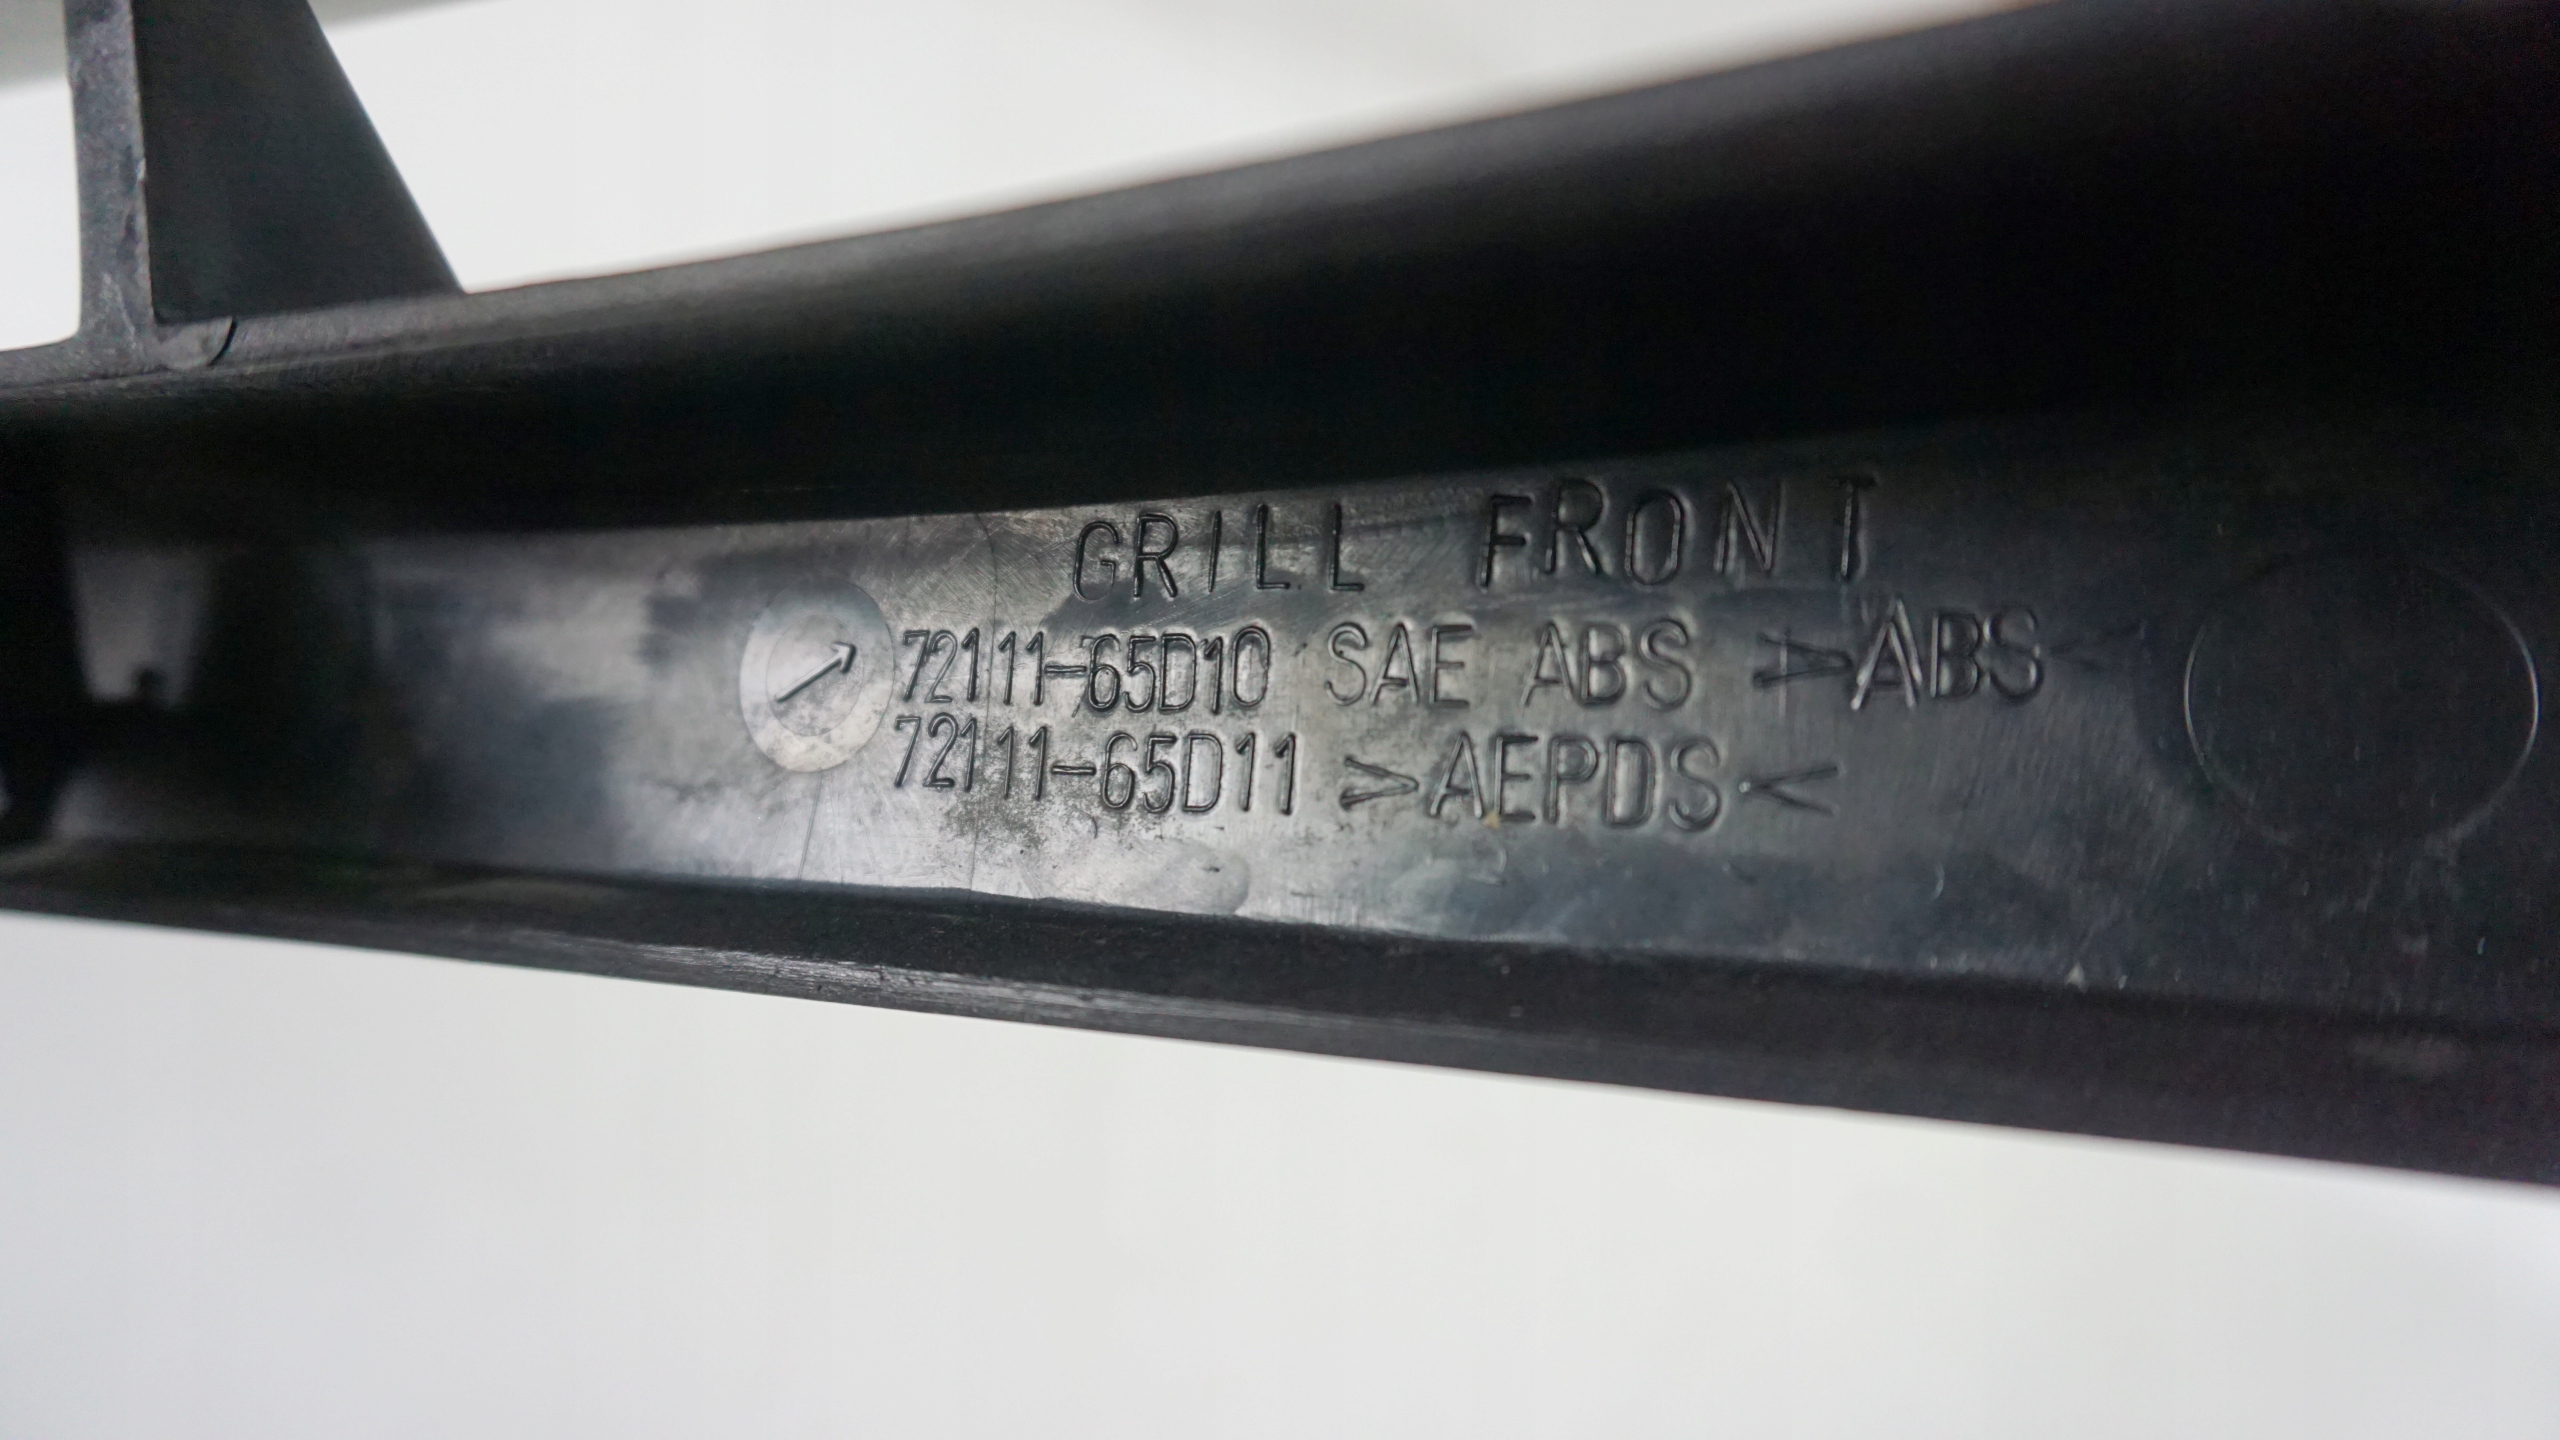 GRILL FRONT
72111-65D10 SAE ABS >ABS<
72111-65D11 >AEPDS<